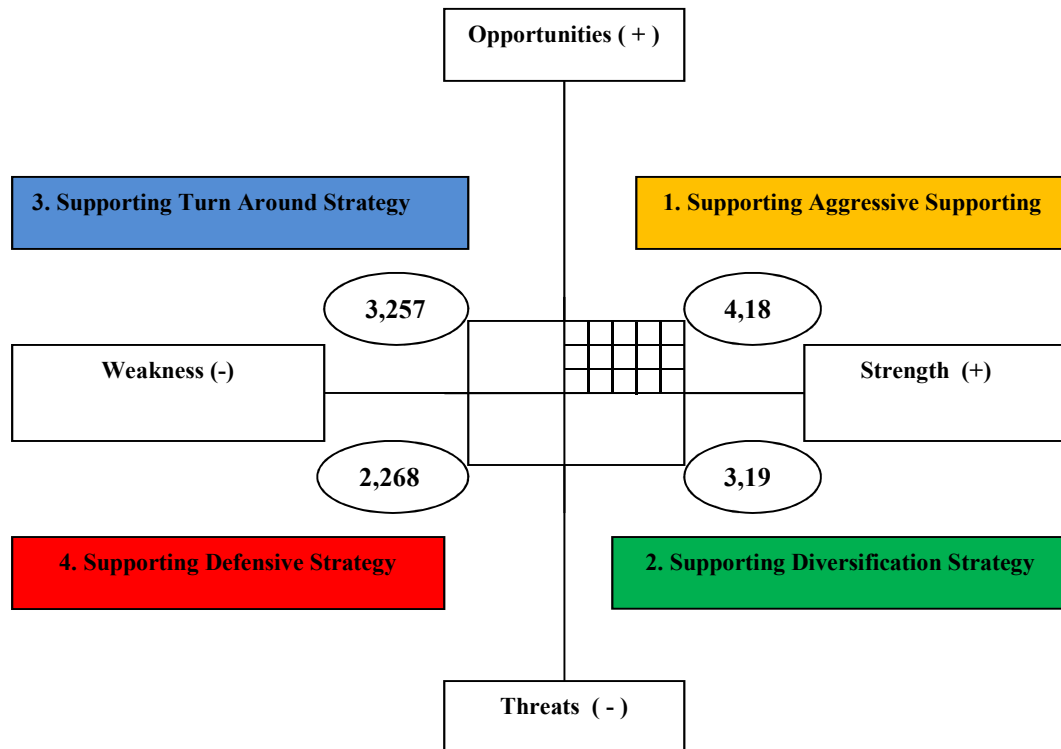 Opportunities ( + )
3. Supporting Turn Around Strategy
1. Supporting Aggressive Supporting
3,257
4,18
Weakness (-)
Strength (+)
2,268
3,19
4. Supporting Defensive Strategy
2. Supporting Diversification Strategy
Threats ( - )